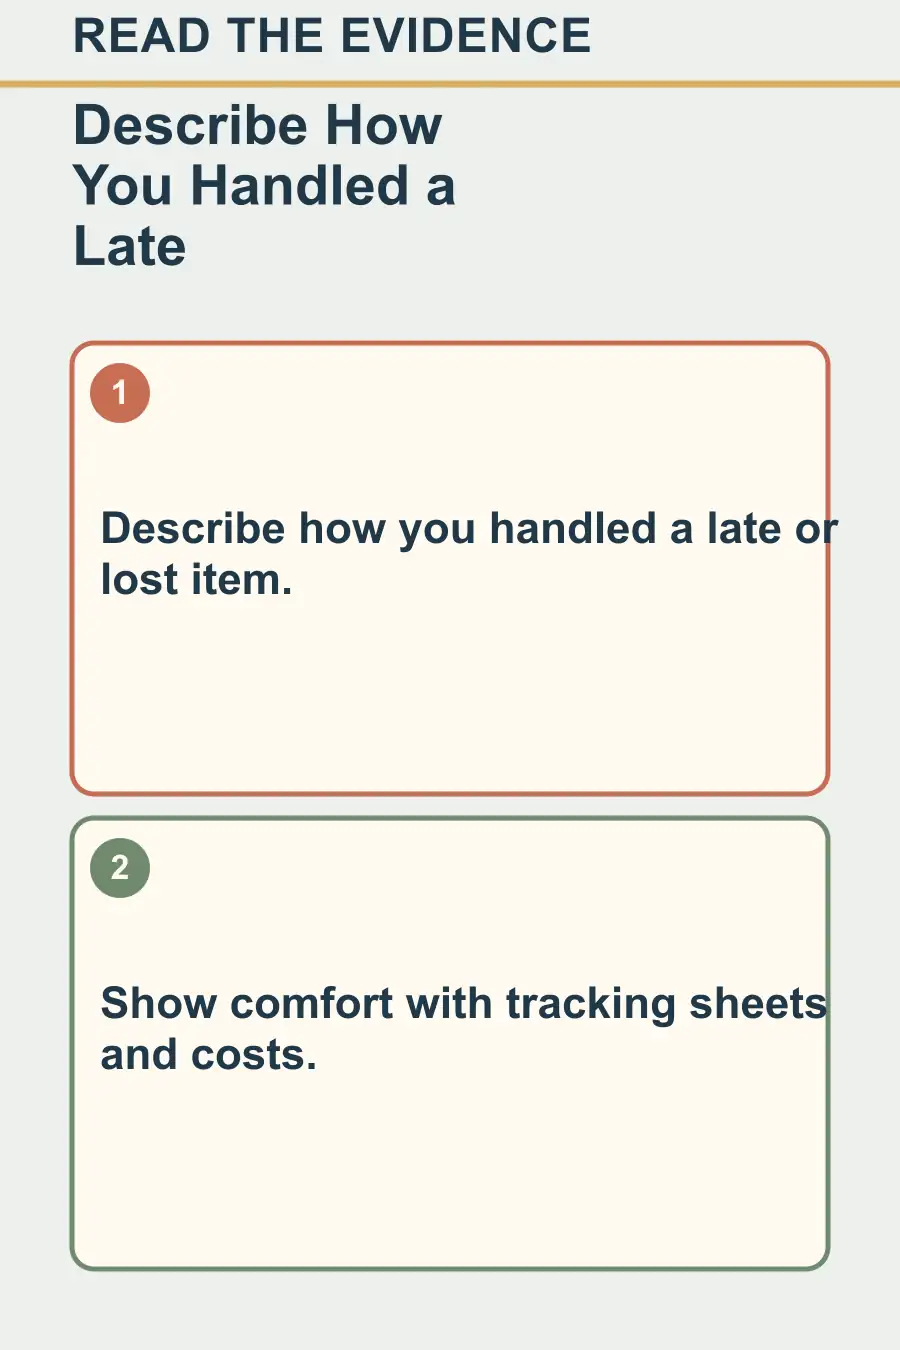 READ THE EVIDENCE
Describe How
You Handled a
Late
1
Describe how you handled a late or
lost item.
2
Show comfort with tracking sheets
and costs.